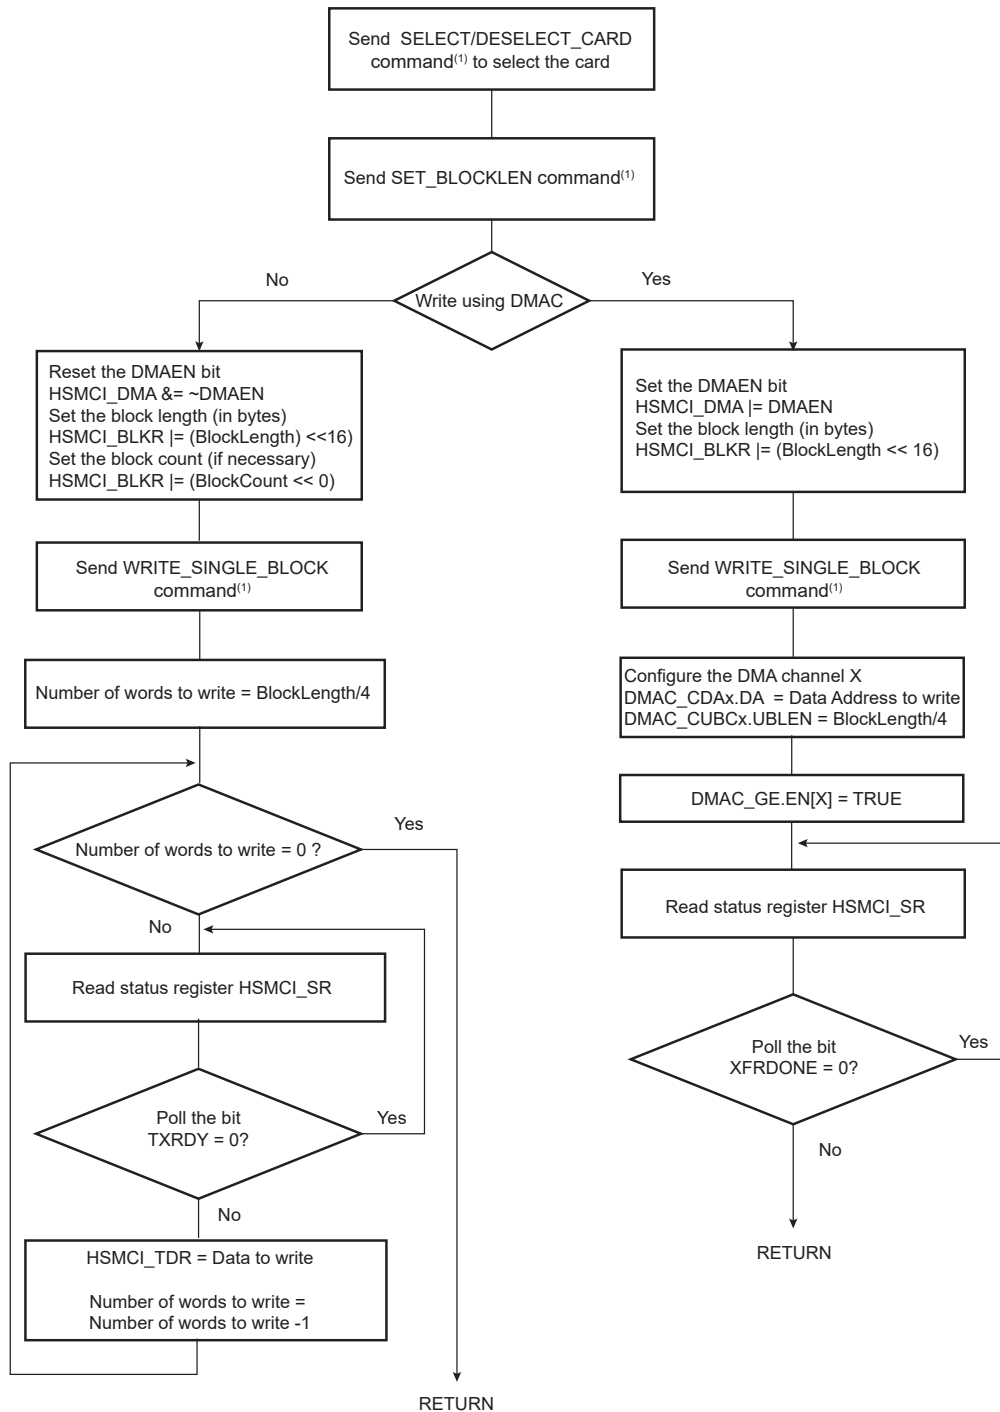 Send SELECT/DESELECT_CARD
command(1) to select the card
Send SET_BLOCKLEN command(1)
No
Yes
Write using DMAC
Reset the DMAEN bit
HSMCI_DMA &= ~DMAEN
Set the block length (in bytes)
HSMCI_BLKR |= (BlockLength) <<16)
Set the block count (if necessary)
HSMCI_BLKR |= (BlockCount << 0)
Set the DMAEN bit
HSMCI_DMA |= DMAEN
Set the block length (in bytes)
HSMCI_BLKR |= (BlockLength << 16)
Send WRITE_SINGLE_BLOCK
command(1)
Send WRITE_SINGLE_BLOCK
command(1)
Number of words to write = BlockLength/4
Configure the DMA channel X
DMAC_CDAx.DA = Data Address to write
DMAC_CUBCx.UBLEN = BlockLength/4
DMAC_GE.EN[X] = TRUE
Number of words to write = 0 ?
Yes
No
Read status register HSMCI_SR
Read status register HSMCI_SR
Poll the bit
TXRDY = 0?
Yes
No
Poll the bit
XFRDONE = 0?
Yes
No
RETURN
HSMCI_TDR = Data to write
Number of words to write =
Number of words to write -1
RETURN